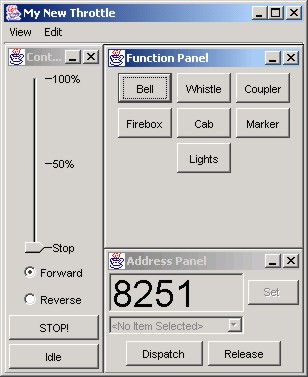 My New Throttle
View Edit
Cont...
100%
50%
Stop
Forward
Reverse
STOP!
Idle
Function Panel
Bell Whistle Coupler
Firebox Cab Marker
Lights
Address Panel
8251 Set
<No Item Selected>
Dispatch Release